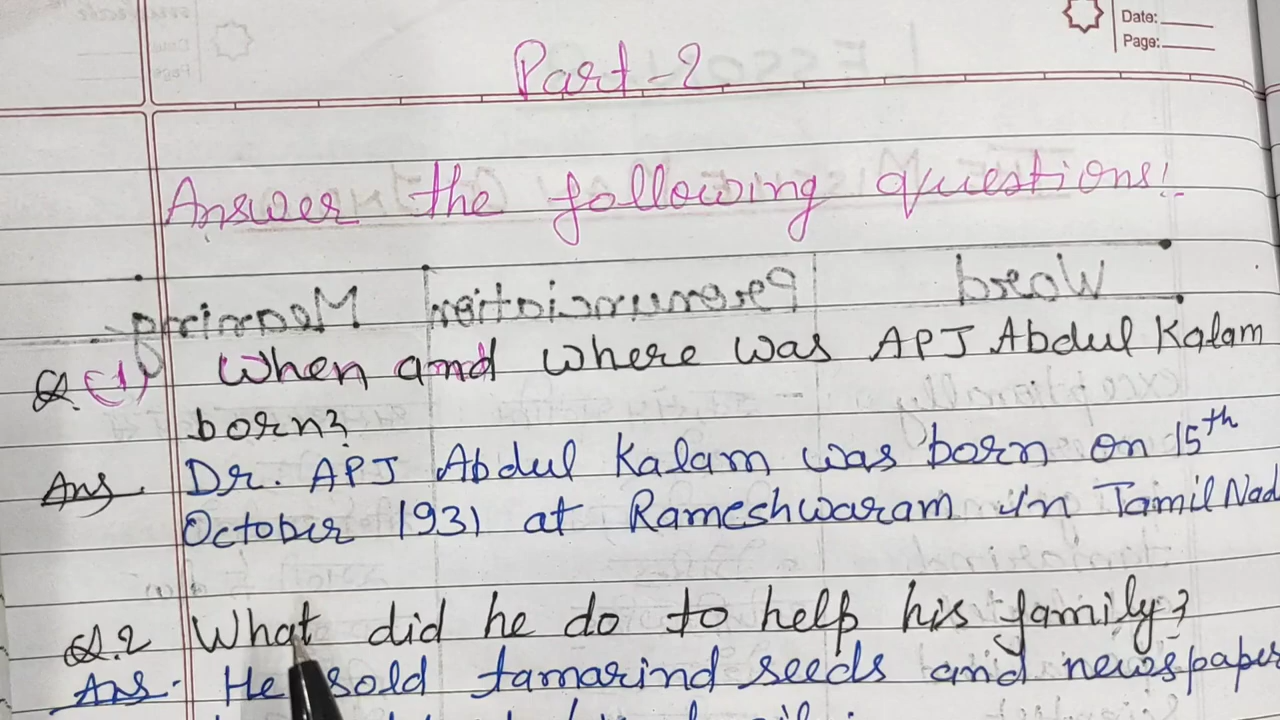 Date:
Page:
Part-2
Answer the following questions:
Q.(1) When and where was APJ Abdul Kalam
born?
Ans. Dr. APJ Abdul Kalam was born on 15th
October 1931 at Rameshwaram in Tamil Nad
Q.2 What did he do to help his family?
Ans. He sold tamarind seeds and newspape